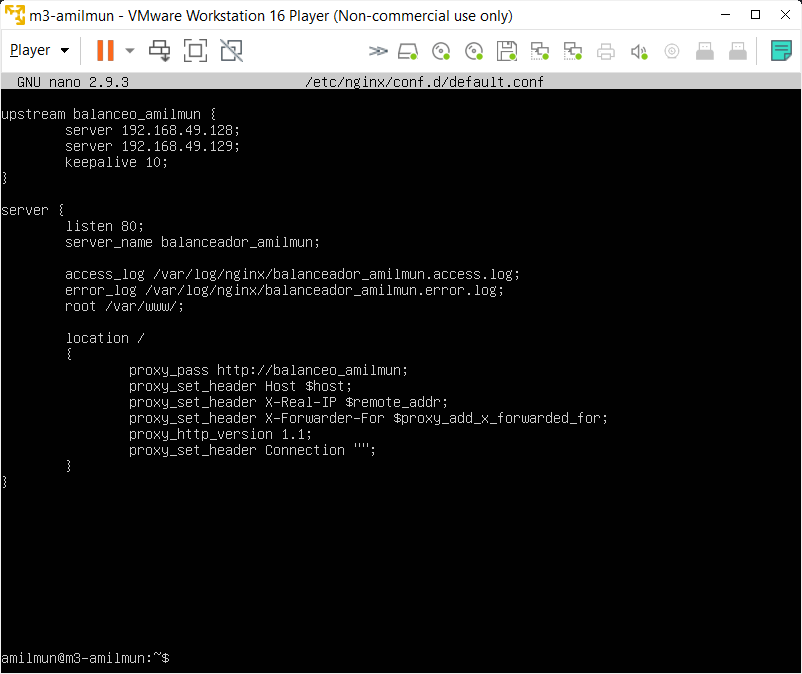 m3-amilmun - VMware Workstation 16 Player (Non-commercial use only)
Player
GNU nano 2.9.3 /etc/nginx/conf.d/default.conf
upstream balanceo_amilmun {
server 192.168.49.128;
server 192.168.49.129;
keepalive 10;
}
server {
listen 80;
server_name balanceador_amilmun;
access_log /var/log/nginx/balanceador_amilmun.access.log;
error_log /var/log/nginx/balanceador_amilmun.error.log;
root /var/www/;
location /
{
proxy_pass http://balanceo_amilmun;
proxy_set_header Host $host;
proxy_set_header X-Real-IP $remote_addr;
proxy_set_header X-Forwarder-For $proxy_add_x_forwarded_for;
proxy_http_version 1.1;
proxy_set_header Connection "";
}
}
amilmun@m3-amilmun:~$